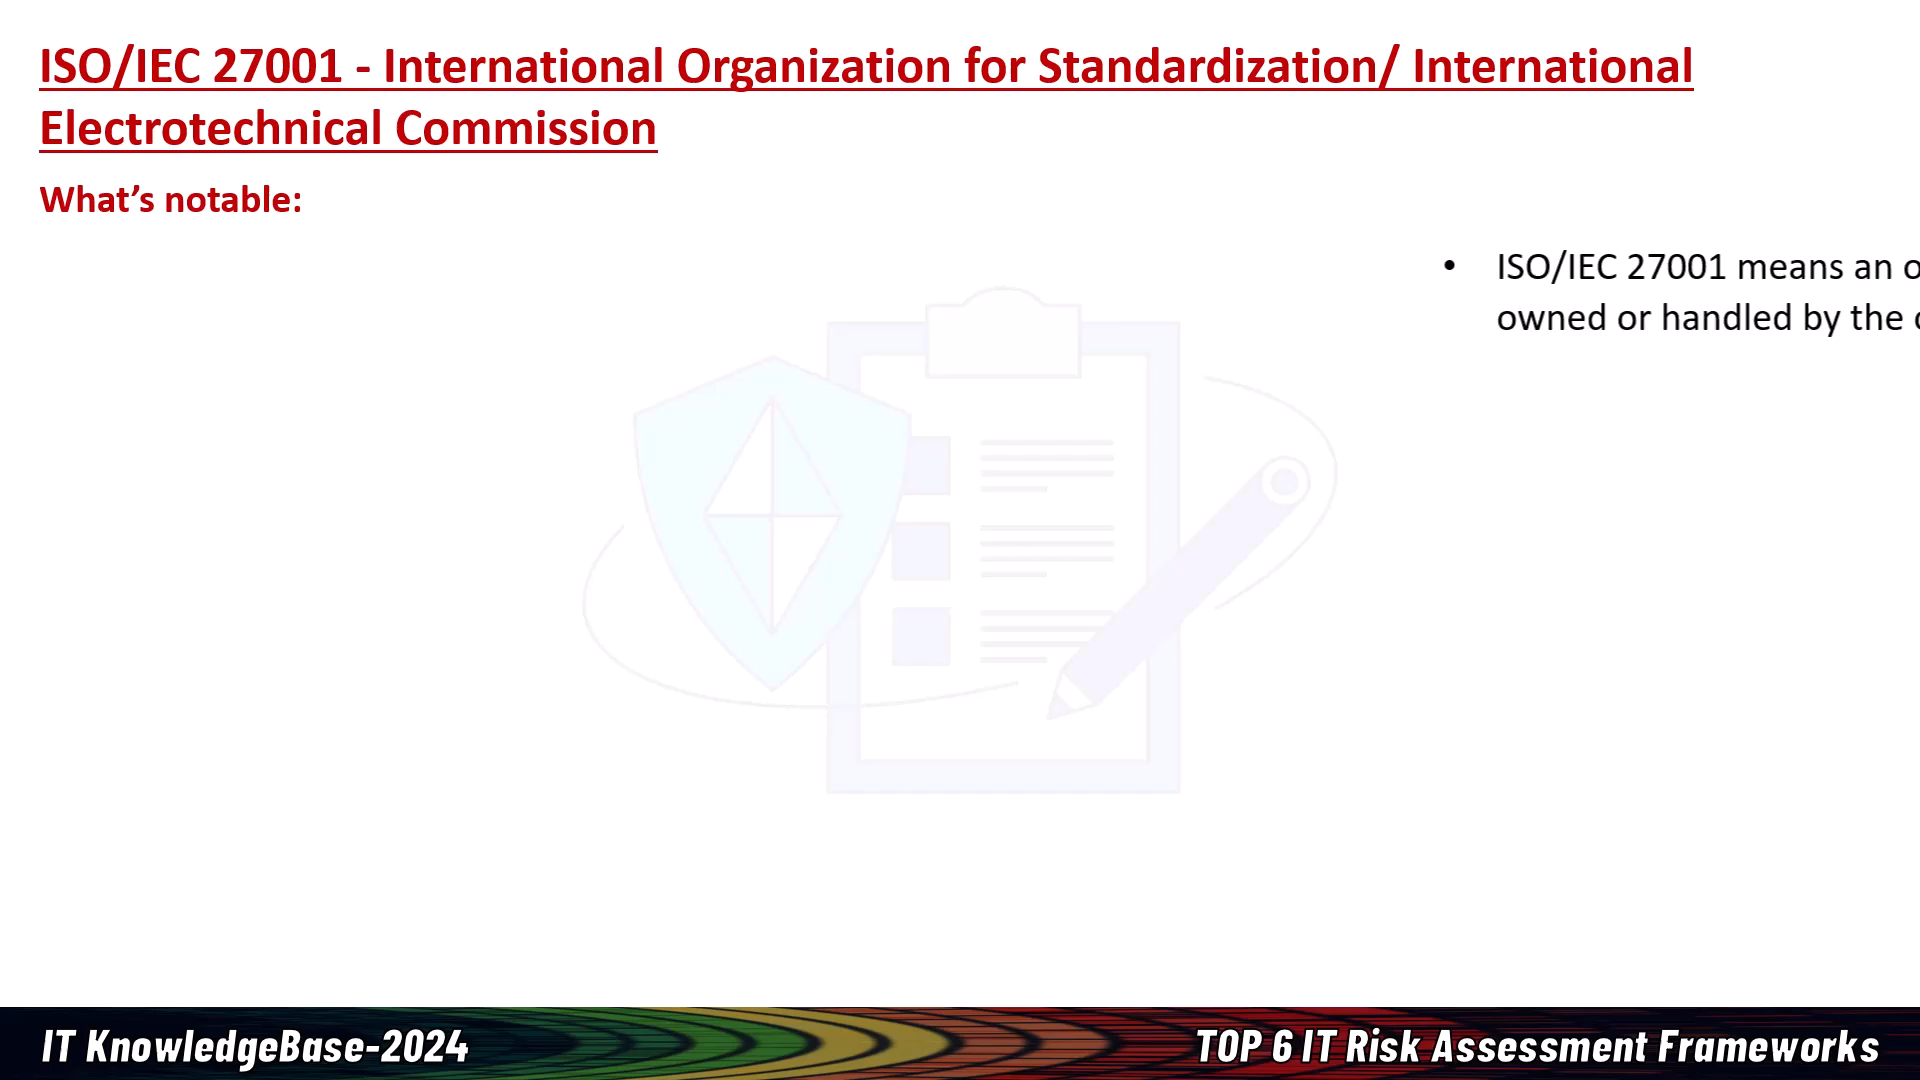 ISO/IEC 27001 - International Organization for Standardization/ International
Electrotechnical Commission
What’s notable:
• ISO/IEC 27001 means an
owned or handled by the
IT KnowledgeBase-2024
TOP 6 IT Risk Assessment Frameworks